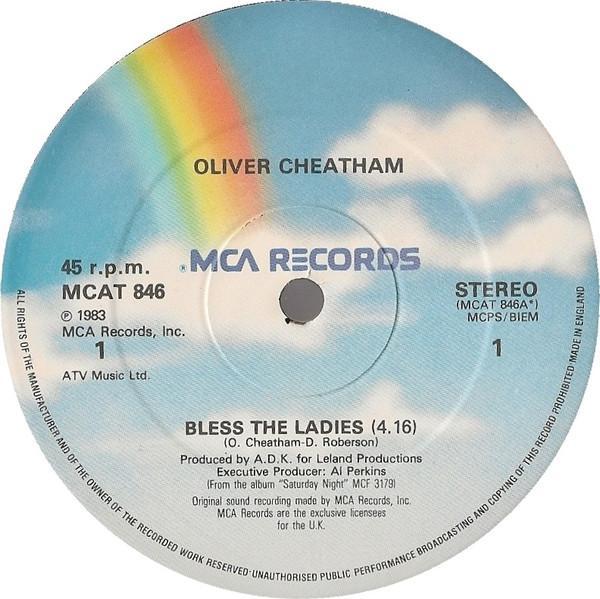 OLIVER CHEATHAM
® MCA RECORDS
45 r.p.m.
MCAT 846
℗ 1983
MCA Records, Inc.
1
ATV Music Ltd.
STEREO
(MCAT 846A*)
MCPS/BIEM
1
BLESS THE LADIES (4.16)
(O. Cheatham-D. Roberson)
Produced by A.D.K. for Leland Productions
Executive Producer: Al Perkins
(From the album "Saturday Night" MCF 3179)
Original sound recording made by MCA Records, Inc.
MCA Records are the exclusive licensees
for the U.K.
ALL RIGHTS OF THE MANUFACTURER AND OF THE OWNER OF THE RECORDED WORK RESERVED·UNAUTHORISED PUBLIC PERFORMANCE BROADCASTING AND COPYING OF THIS RECORD PROHIBITED·MADE IN ENGLAND